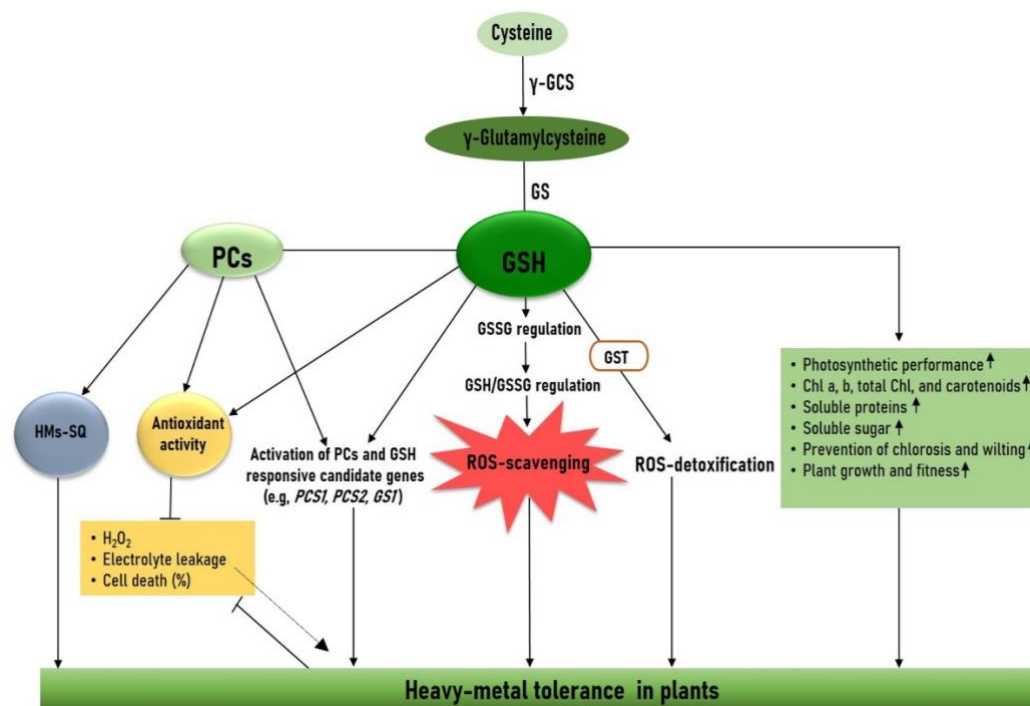 Cysteine
γ-GCS
γ-Glutamylcysteine
GS
PCs
GSH
GSSG regulation
GST
GSH/GSSG regulation
• Photosynthetic performance↑
• Chl a, b, total Chl, and carotenoids↑
• Soluble proteins ↑
• Soluble sugar ↑
• Prevention of chlorosis and wilting↑
• Plant growth and fitness↑
HMs-SQ
Antioxidant
activity
Activation of PCs and GSH
responsive candidate genes
(e.g, PCS1, PCS2, GS1)
ROS-scavenging
ROS-detoxification
• H₂O₂
• Electrolyte leakage
• Cell death (%)
Heavy-metal tolerance in plants